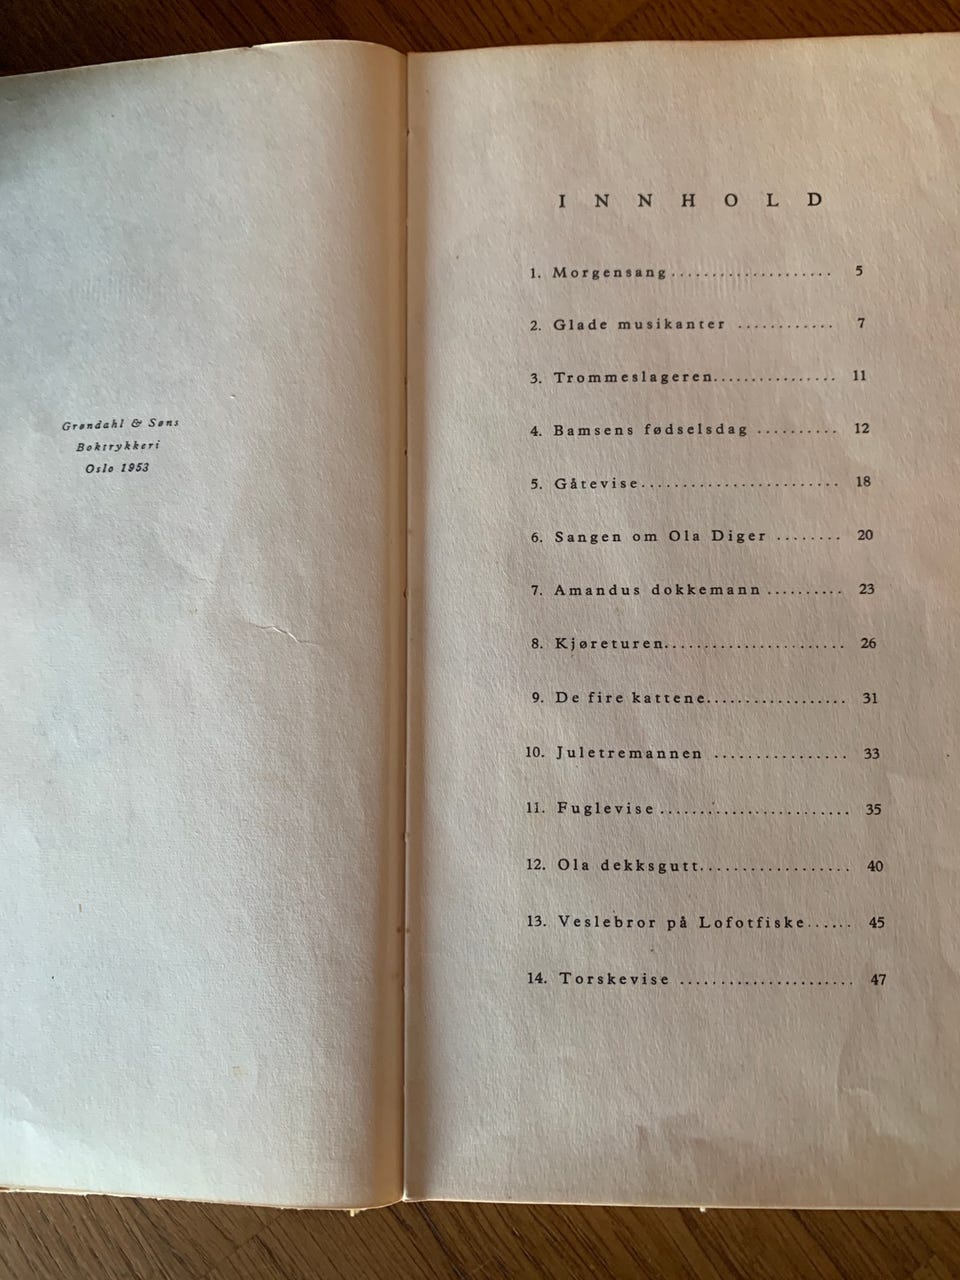 Grøndahl & Søns
Boktrykkeri
Oslo 1953
INNHOLD
1. Morgensang.................... 5
2. Glade musikanter ............ 7
3. Trommeslageren................ 11
4. Bamsens fødselsdag .......... 12
5. Gåtevise........................ 18
6. Sangen om Ola Diger ........ 20
7. Amandus dokkemann .......... 23
8. Kjøreturen...................... 26
9. De fire kattene.................. 31
10. Juletremannen ................ 33
11. Fuglevise ........................ 35
12. Ola dekksgutt................... 40
13. Veslebror på Lofotfiske...... 45
14. Torskevise ...................... 47